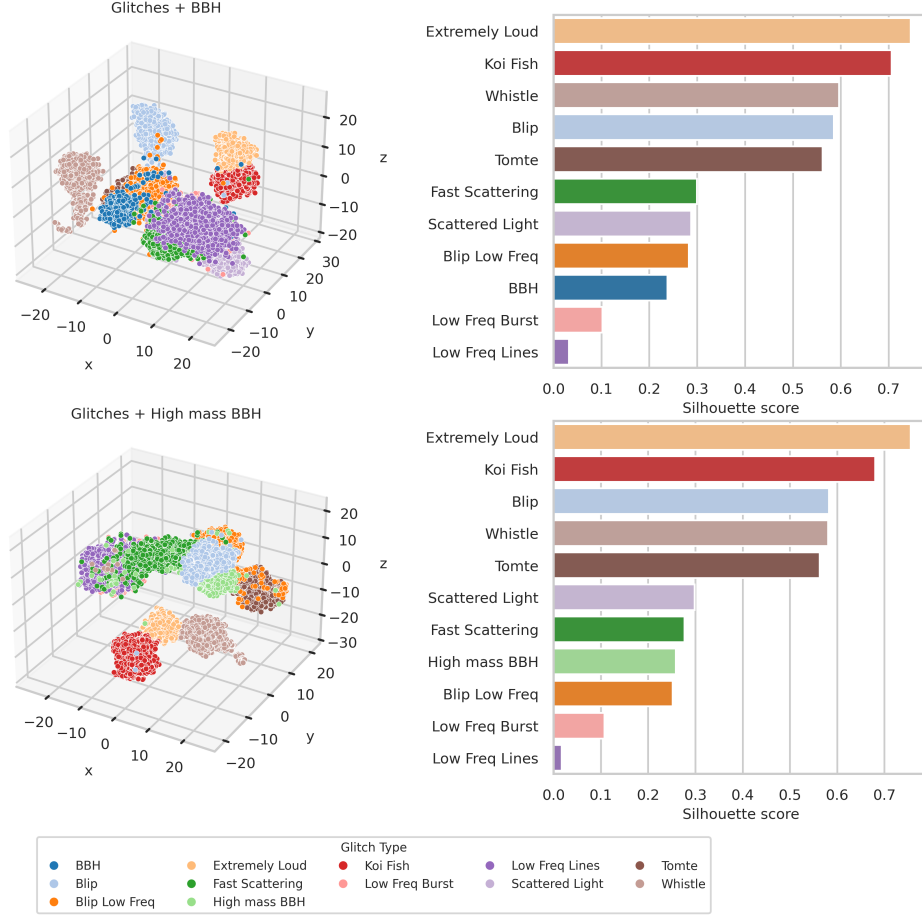 Glitches + BBH
20
10
0
−10
−20
z
30
20
10
0
−10
−20
y
−20
−10
0
10
20
x
Extremely Loud
Koi Fish
Whistle
Blip
Tomte
Fast Scattering
Scattered Light
Blip Low Freq
BBH
Low Freq Burst
Low Freq Lines
0.0 0.1 0.2 0.3 0.4 0.5 0.6 0.7
Silhouette score
Glitches + High mass BBH
20
10
0
−10
−20
−30
z
20
10
0
−10
−20
y
−20
−10
0
10
20
x
Extremely Loud
Koi Fish
Blip
Whistle
Tomte
Scattered Light
Fast Scattering
High mass BBH
Blip Low Freq
Low Freq Burst
Low Freq Lines
0.0 0.1 0.2 0.3 0.4 0.5 0.6 0.7
Silhouette score
Glitch Type
BBH Extremely Loud Koi Fish Low Freq Lines Tomte
Blip Fast Scattering Low Freq Burst Scattered Light Whistle
Blip Low Freq High mass BBH